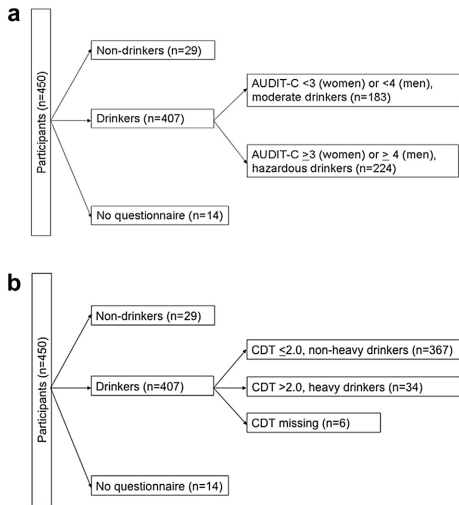 a
Participants (n=450)
Non-drinkers (n=29)
Drinkers (n=407)
No questionnaire (n=14)
AUDIT-C <3 (women) or <4 (men),
moderate drinkers (n=183)
AUDIT-C ≥3 (women) or ≥ 4 (men),
hazardous drinkers (n=224)
b
Participants (n=450)
Non-drinkers (n=29)
Drinkers (n=407)
No questionnaire (n=14)
CDT ≤2.0, non-heavy drinkers (n=367)
CDT >2.0, heavy drinkers (n=34)
CDT missing (n=6)